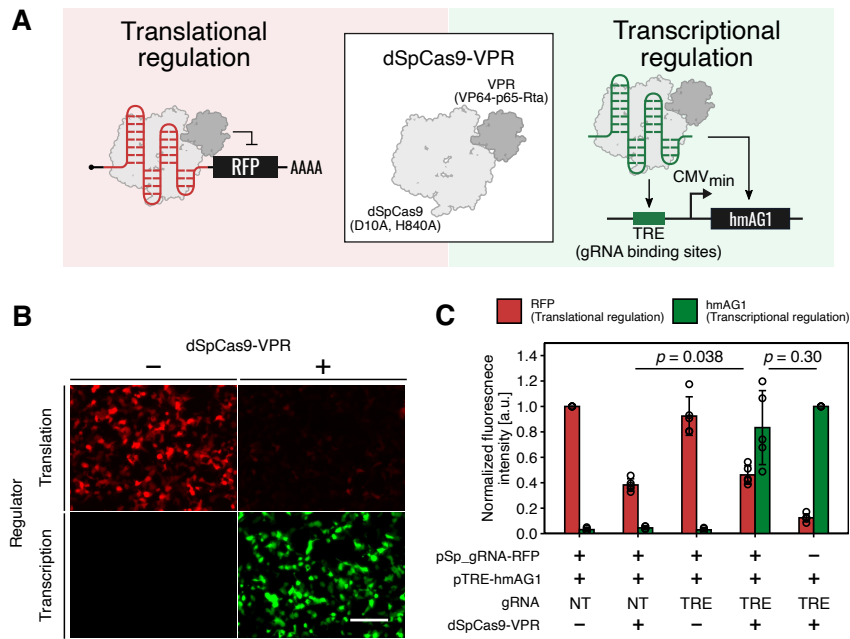 A
Translational
regulation
RFP
AAAA
dSpCas9-VPR
VPR
(VP64-p65-Rta)
dSpCas9
(D10A, H840A)
Transcriptional
regulation
CMVmin
hmAG1
TRE
(gRNA binding sites)
B
dSpCas9-VPR
− +
Regulator
Translation
Transcription
C
RFP
(Translational regulation)
hmAG1
(Transcriptional regulation)
Normalized fluorescnece
intensity [a.u.]
1.4
1.2
1.0
0.8
0.6
0.4
0.2
0.0
p = 0.038
p = 0.30
pSp_gRNA-RFP + + + + −
pTRE-hmAG1 + + + + +
gRNA NT NT TRE TRE TRE
dSpCas9-VPR − + − + +